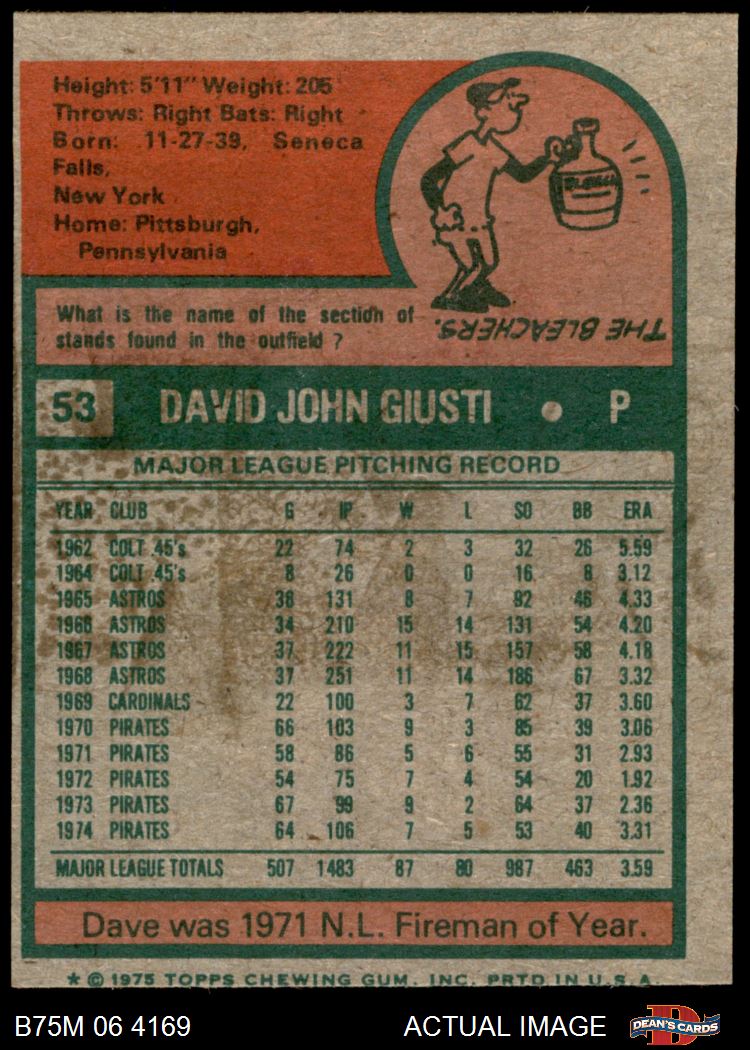 Height: 5'11" Weight: 205
Throws: Right Bats: Right
Born: 11-27-39, Seneca
Falls,
New York
Home: Pittsburgh,
Pennsylvania
What is the name of the section of
stands found in the outfield ?
THE BLEACHERS.
53 DAVID JOHN GIUSTI • P
MAJOR LEAGUE PITCHING RECORD
YEAR CLUB G IP W L SO BB ERA
1962 COLT .45's 22 74 2 3 32 26 5.59
1964 COLT .45's 8 26 0 0 16 8 3.12
1965 ASTROS 38 131 8 7 92 46 4.33
1966 ASTROS 34 210 15 14 131 54 4.20
1967 ASTROS 37 222 11 15 157 58 4.18
1968 ASTROS 37 251 11 14 186 67 3.32
1969 CARDINALS 22 100 3 7 62 37 3.60
1970 PIRATES 66 103 9 3 85 39 3.06
1971 PIRATES 58 86 5 6 55 31 2.93
1972 PIRATES 54 75 7 4 54 20 1.92
1973 PIRATES 67 99 9 2 64 37 2.36
1974 PIRATES 64 106 7 5 53 40 3.31
MAJOR LEAGUE TOTALS 507 1483 87 80 987 463 3.59
Dave was 1971 N.L. Fireman of Year.
* © 1975 TOPPS CHEWING GUM, INC. PRTD. IN U.S.A.
B75M 06 4169 ACTUAL IMAGE DEAN'S CARDS